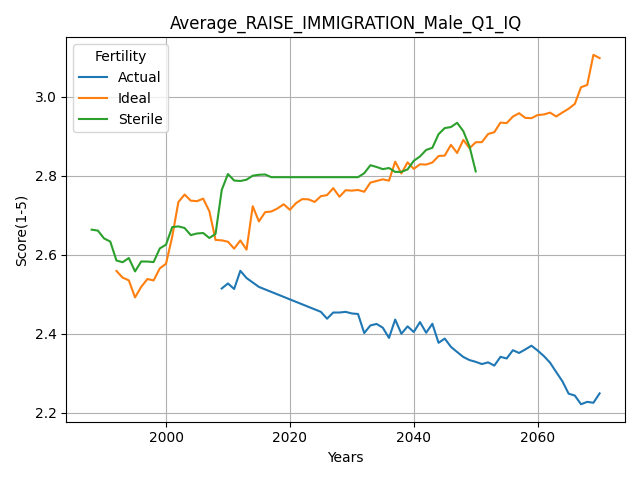 Average_RAISE_IMMIGRATION_Male_Q1_IQ
Fertility
Actual
Ideal
Sterile
Score(1-5)
3.0
2.8
2.6
2.4
2.2
2000 2020 2040 2060
Years